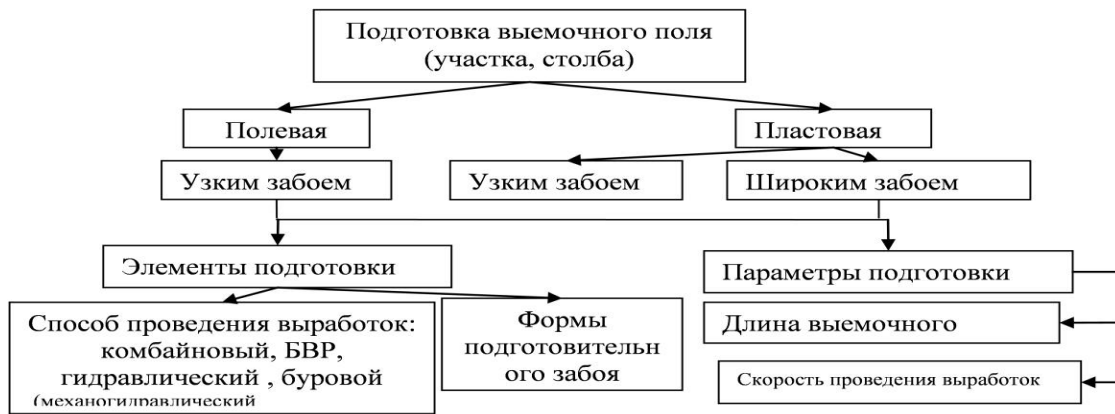 Подготовка выемочного поля
(участка, столба)
Полевая
Пластовая
Узким забоем
Узким забоем
Широким забоем
Элементы подготовки
Параметры подготовки
Способ проведения выработок:
комбайновый, БВР,
гидравлический , буровой
(механогидравлический
Формы
подготовительн
ого забоя
Длина выемочного
Скорость проведения выработок